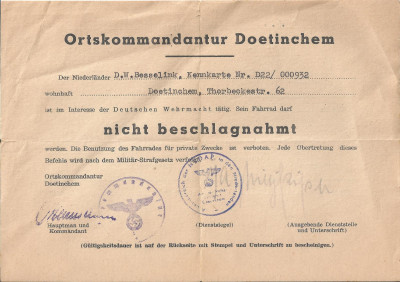 Ortskommandantur Doetinchem
Der Niederländer D.W. Besselink, Kennkarte Nr. D22/ 000932
wohnhaft Doetinchem, Thorbeckestr. 62
ist im Interesse der Deutschen Wehrmacht tätig. Sein Fahrrad darf
nicht beschlagnahmt
werden. Die Benutzung des Fahrrades für private Zwecke ist verboten. Jede Übertretung dieses
Befehls wird nach dem Militär-Strafgesetz verfolgt.
Ortskommandantur
Doetinchem
Hauptman und
Kommandant
(Dienstsiegel)
(Ausgebende Dienststelle
und Unterschrift)
(Gültigkeitsdauer ist auf der Rückseite mit Stempel und Unterschrift zu bescheinigen.)